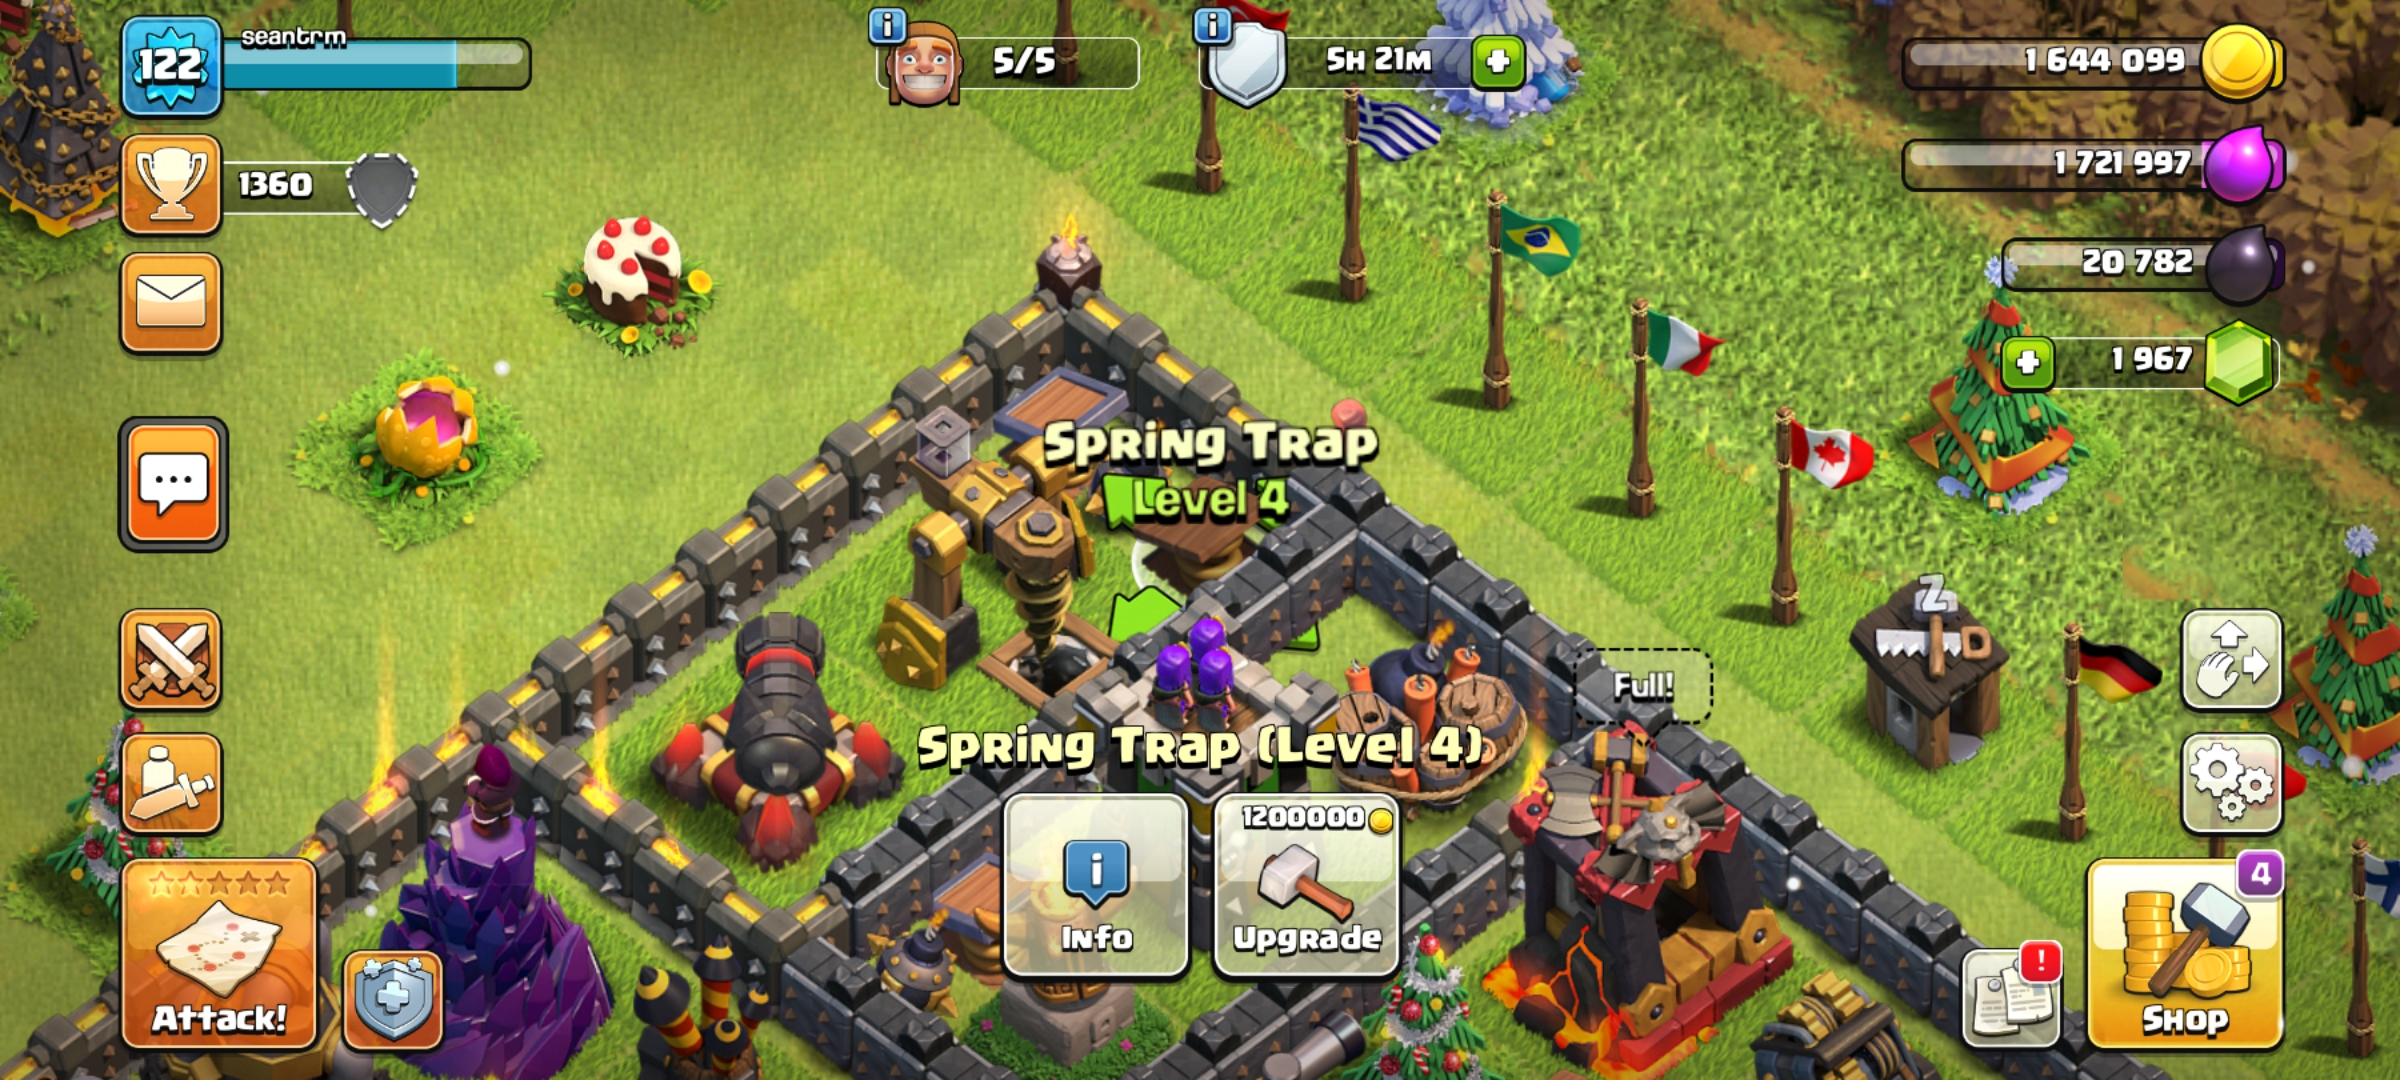 122
seantrm
5/5
5H 21M
1 644 099
1360
1 721 997
20 782
1 967
Spring Trap
Level 4
Z
Full!
Spring Trap (Level 4)
1200000
Info
Upgrade
4
!
Attack!
Shop